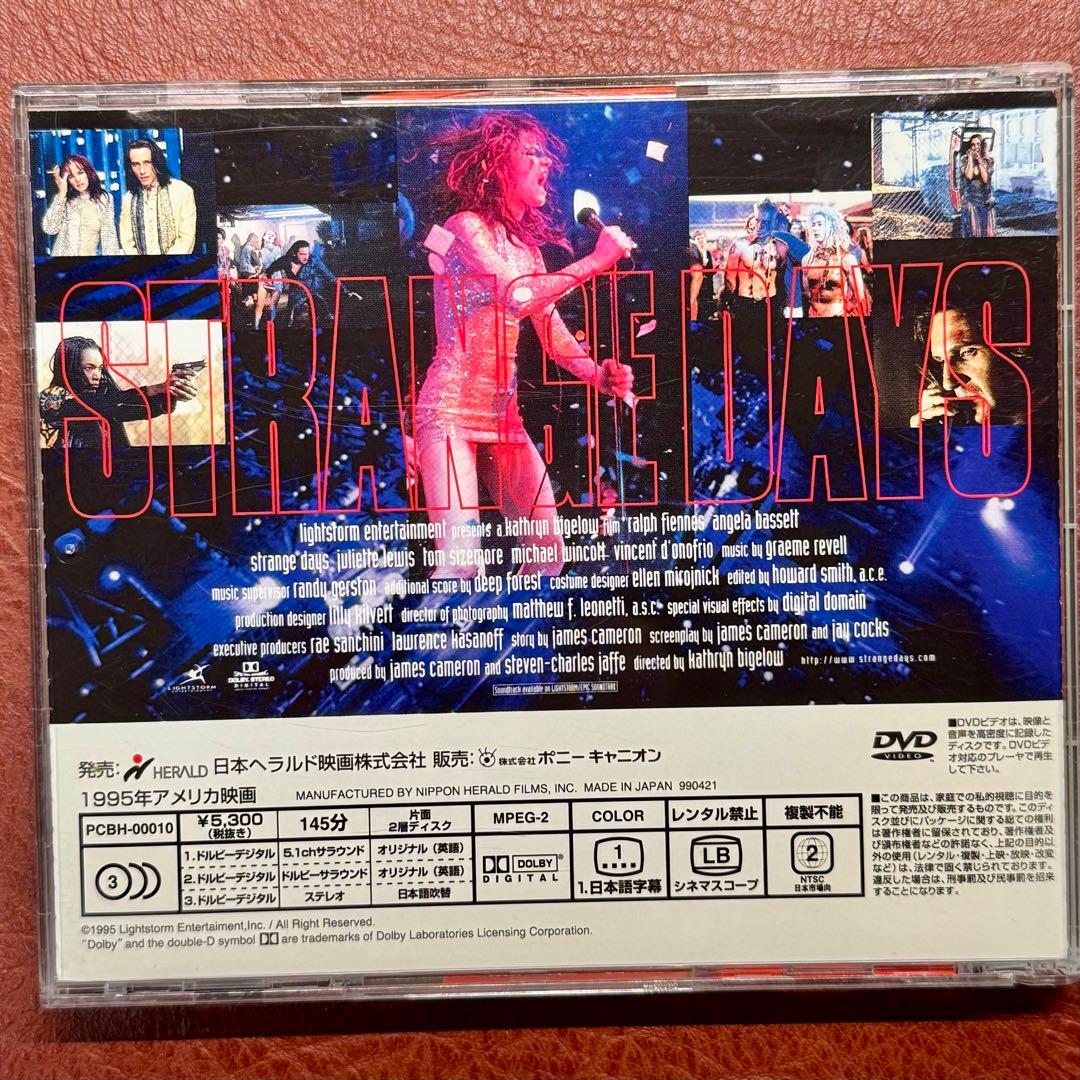 STRANGE DAYS
lightstorm entertainment presents a kathryn bigelow film ralph fiennes angela bassett
strange days juliette lewis tom sizemore michael wincott vincent d'onofrio music by graeme revell
music supervisor randy gerston additional score by deep forest costume designer ellen mirojnick edited by howard smith, a.c.e.
production designer lilly kilvert director of photography matthew f. leonetti, a.s.c. special visual effects by digital domain
executive producers rae sanchini lawrence kasanoff story by james cameron screenplay by james cameron and jay cocks
produced by james cameron and steven-charles jaffe directed by kathryn bigelow http://www.strangedays.com
LIGHTSTORM
DOLBY STEREO
DIGITAL
Soundtrack available on LIGHTSTORM/EPIC SOUNDTRAX
発売: HERALD 日本ヘラルド映画株式会社 販売: 株式会社 ポニーキャニオン
DVD
VIDEO
■DVDビデオは、映像と
音声を高密度に記録した
ディスクです。DVDビデ
オ対応のプレーヤで再生
して下さい。
1995年アメリカ映画 MANUFACTURED BY NIPPON HERALD FILMS, INC. MADE IN JAPAN 990421
PCBH-00010 ¥5,300 (税抜き) 145分 片面 2層ディスク MPEG-2 COLOR レンタル禁止 複製不能
3
1.ドルビーデジタル 5.1chサラウンド オリジナル(英語)
2.ドルビーデジタル ドルビーサラウンド オリジナル(英語)
3.ドルビーデジタル ステレオ 日本語吹替
DOLBY
DIGITAL
1
1.日本語字幕
LB
シネマスコープ
2
NTSC
日本市場向
■この商品は、家庭での私的視聴に目的を
限って発売及び販売するものです。このディ
スク並びにパッケージに関する総ての権利
は著作権者に留保されており、著作権者及
び頒布権者などの許諾なく、上記の目的以
外の使用(レンタル・複製・上映・放映・改変
など)は、法律で固く禁じられております。
違反した場合は、刑事罰及び民事罰を招来
することになります。
©1995 Lightstorm Entertaiment,Inc. / All Right Reserved.
"Dolby" and the double-D symbol are trademarks of Dolby Laboratories Licensing Corporation.